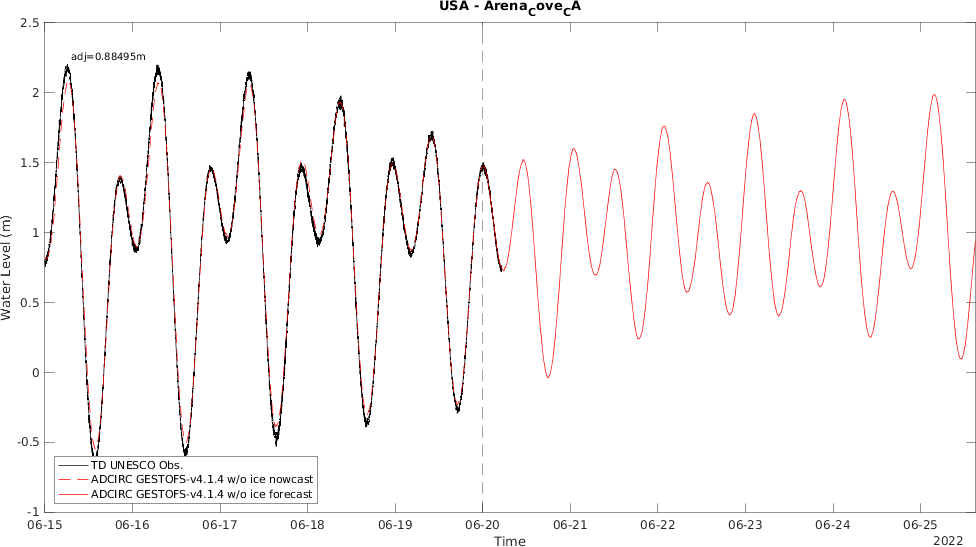 USA - ArenaCoveCA
adj=0.88495m
2.5
2
1.5
1
0.5
0
-0.5
-1
Water Level (m)
TD UNESCO Obs.
ADCIRC GESTOFS-v4.1.4 w/o ice nowcast
ADCIRC GESTOFS-v4.1.4 w/o ice forecast
06-15 06-16 06-17 06-18 06-19 06-20 06-21 06-22 06-23 06-24 06-25
Time
2022